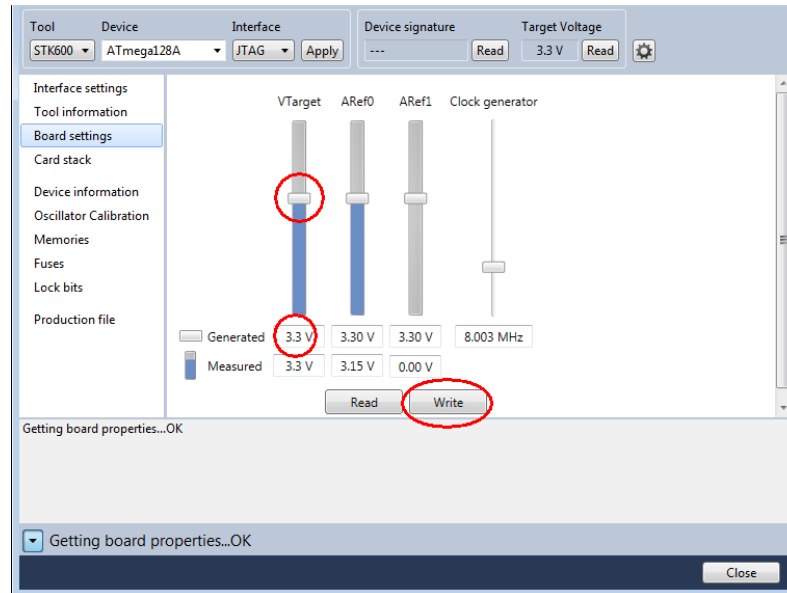 Tool Device Interface Device signature Target Voltage
STK600 ATmega128A JTAG Apply --- Read 3.3 V Read
Interface settings
Tool information
Board settings
Card stack
Device information
Oscillator Calibration
Memories
Fuses
Lock bits
Production file
VTarget ARef0 ARef1 Clock generator
Generated 3.3 V 3.30 V 3.30 V 8.003 MHz
Measured 3.3 V 3.15 V 0.00 V
Read Write
Getting board properties...OK
Getting board properties...OK
Close